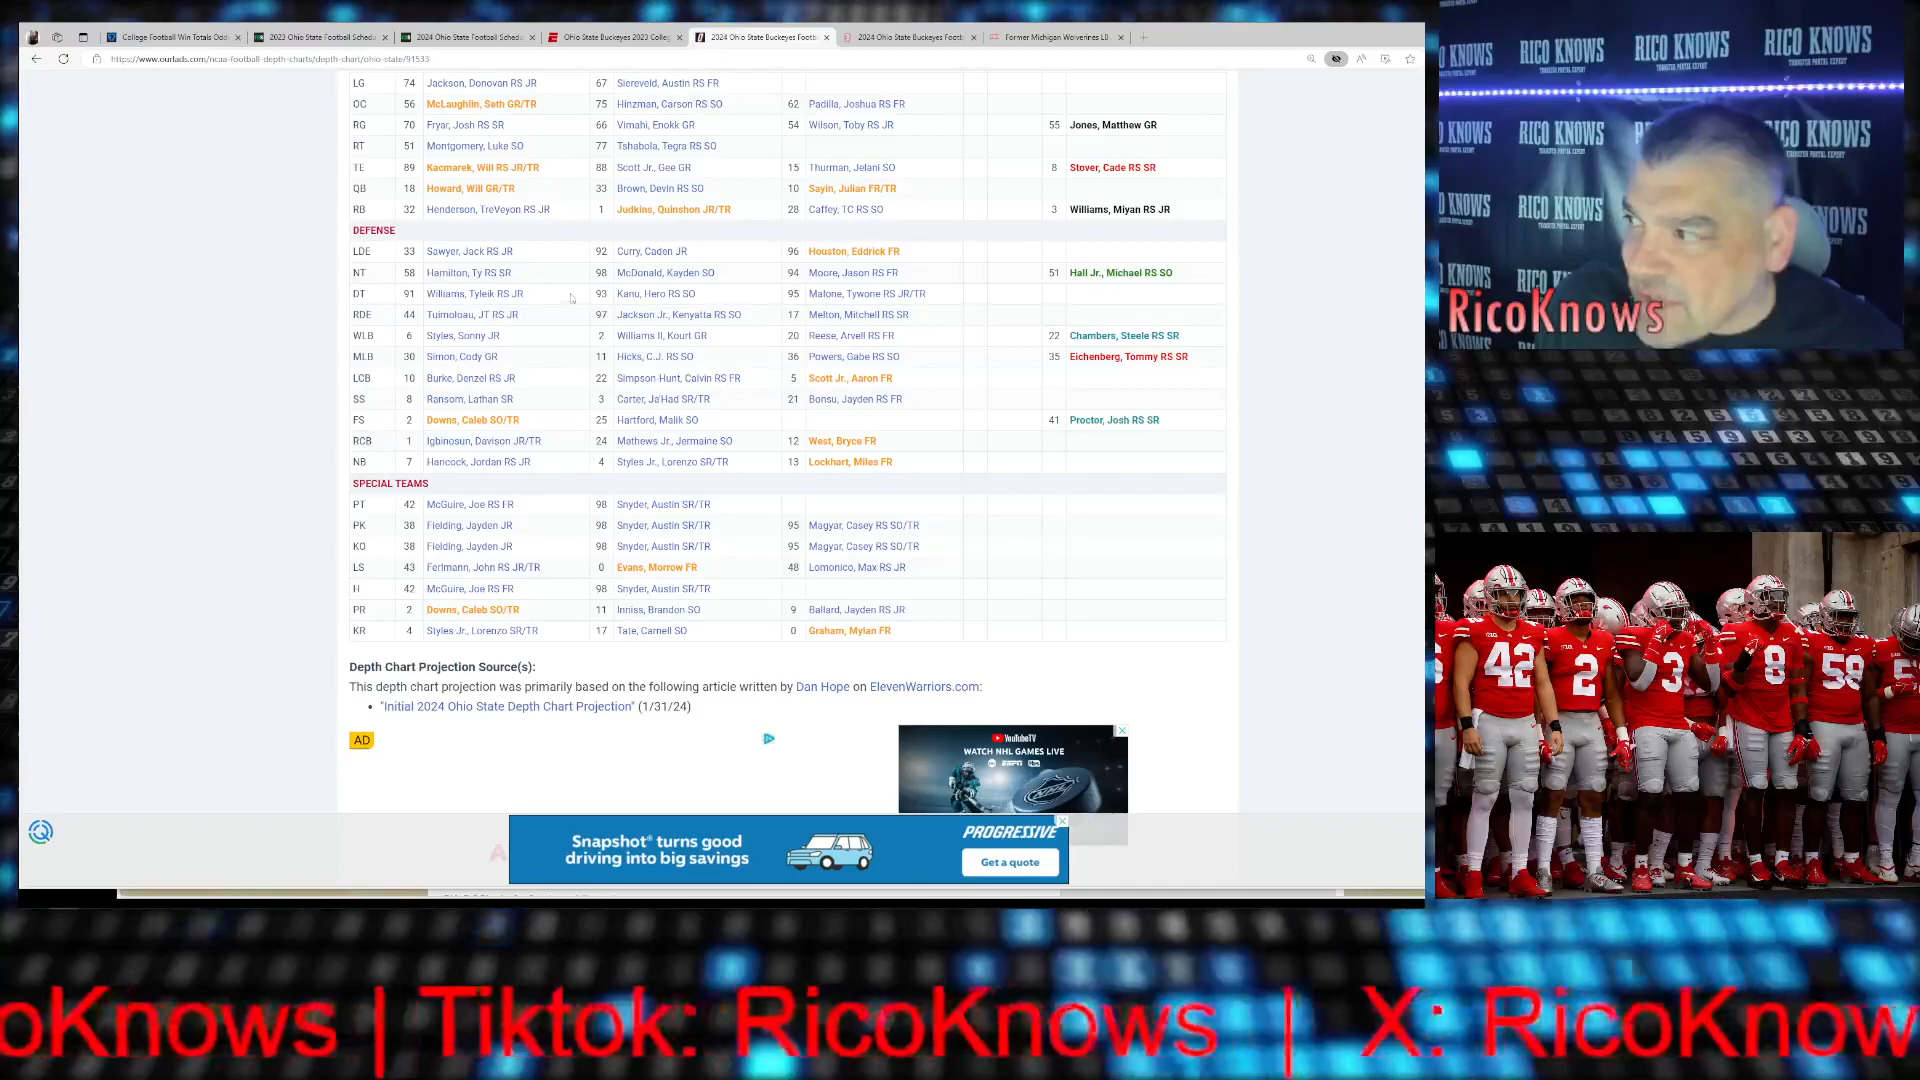 College Football Win Totals Odd
2023 Ohio State Football Schedu
2024 Ohio State Football Schedu
Ohio State Buckeyes 2023 Colleg
2024 Ohio State Buckeyes Footb
2024 Ohio State Buckeyes Footb
Former Michigan Wolverines LB
https://www.ourlads.com/ncaa-football-depth-charts/depth-chart/ohio-state/91533
LG 74 Jackson, Donovan RS JR 67 Siereveld, Austin RS FR
OC 56 McLaughlin, Seth GR/TR 75 Hinzman, Carson RS SO 62 Padilla, Joshua RS FR
RG 70 Fryar, Josh RS SR 66 Vimahi, Enokk GR 54 Wilson, Toby RS JR 55 Jones, Matthew GR
RT 51 Montgomery, Luke SO 77 Tshabola, Tegra RS SO
TE 89 Kacmarek, Will RS JR/TR 88 Scott Jr., Gee GR 15 Thurman, Jelani SO 8 Stover, Cade RS SR
QB 18 Howard, Will GR/TR 33 Brown, Devin RS SO 10 Sayin, Julian FR/TR
RB 32 Henderson, TreVeyon RS JR 1 Judkins, Quinshon JR/TR 28 Caffey, TC RS SO 3 Williams, Miyan RS JR
DEFENSE
LDE 33 Sawyer, Jack RS JR 92 Curry, Caden JR 96 Houston, Eddrick FR
NT 58 Hamilton, Ty RS SR 98 McDonald, Kayden SO 94 Moore, Jason RS FR 51 Hall Jr., Michael RS SO
DT 91 Williams, Tyleik RS JR 93 Kanu, Hero RS SO 95 Malone, Tywone RS JR/TR
RDE 44 Tuimoloau, JT RS JR 97 Jackson Jr., Kenyatta RS SO 17 Melton, Mitchell RS SR
WLB 6 Styles, Sonny JR 2 Williams II, Kourt GR 20 Reese, Arvell RS FR 22 Chambers, Steele RS SR
MLB 30 Simon, Cody GR 11 Hicks, C.J. RS SO 36 Powers, Gabe RS SO 35 Eichenberg, Tommy RS SR
LCB 10 Burke, Denzel RS JR 22 Simpson-Hunt, Calvin RS FR 5 Scott Jr., Aaron FR
SS 8 Ransom, Lathan SR 3 Carter, Ja'Had SR/TR 21 Bonsu, Jayden RS FR
FS 2 Downs, Caleb SO/TR 25 Hartford, Malik SO 41 Proctor, Josh RS SR
RCB 1 Igbinosun, Davison JR/TR 24 Mathews Jr., Jermaine SO 12 West, Bryce FR
NB 7 Hancock, Jordan RS JR 4 Styles Jr., Lorenzo SR/TR 13 Lockhart, Miles FR
SPECIAL TEAMS
PT 42 McGuire, Joe RS FR 98 Snyder, Austin SR/TR
PK 38 Fielding, Jayden JR 98 Snyder, Austin SR/TR 95 Magyar, Casey RS SO/TR
KO 38 Fielding, Jayden JR 98 Snyder, Austin SR/TR 95 Magyar, Casey RS SO/TR
LS 43 Ferlmann, John RS JR/TR 0 Evans, Morrow FR 48 Lomonico, Max RS JR
H 42 McGuire, Joe RS FR 98 Snyder, Austin SR/TR
PR 2 Downs, Caleb SO/TR 11 Inniss, Brandon SO 9 Ballard, Jayden RS JR
KR 4 Styles Jr., Lorenzo SR/TR 17 Tate, Carnell SO 0 Graham, Mylan FR
Depth Chart Projection Source(s):
This depth chart projection was primarily based on the following article written by Dan Hope on ElevenWarriors.com:
• "Initial 2024 Ohio State Depth Chart Projection" (1/31/24)
AD
YouTubeTV
WATCH NHL GAMES LIVE
ESPN
Snapshot® turns good
driving into big savings
PROGRESSIVE
Get a quote
RICO KNOWS
TRANSFER PORTAL EXPERT
RicoKnows
42 2 3 8 58
oKnows | Tiktok: RicoKnows | X: RicoKnow